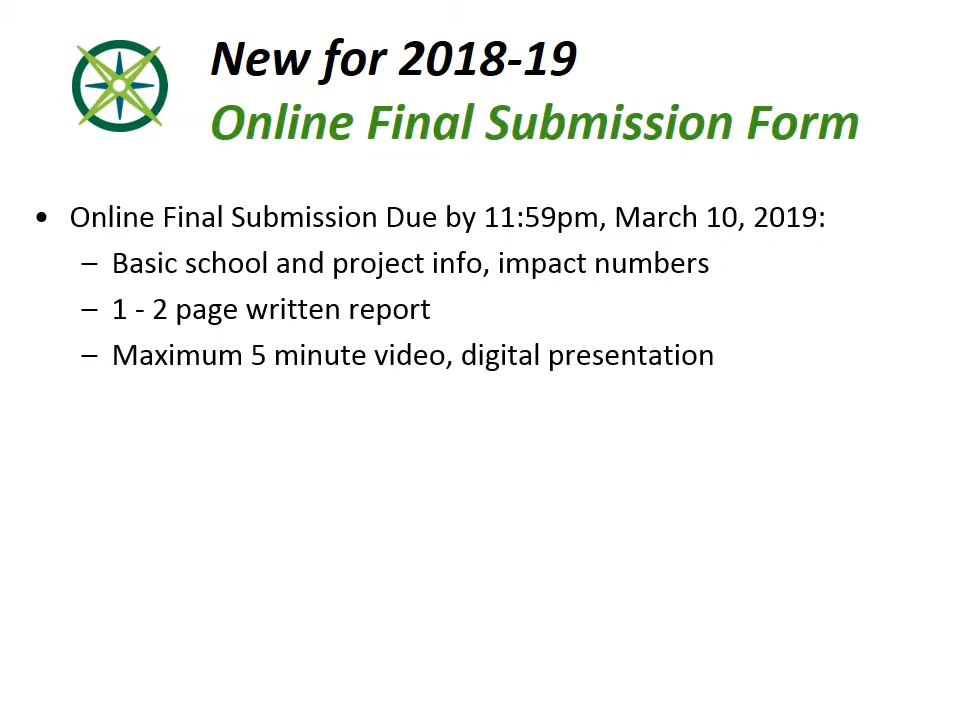 New for 2018-19
Online Final Submission Form
• Online Final Submission Due by 11:59pm, March 10, 2019:
– Basic school and project info, impact numbers
– 1 - 2 page written report
– Maximum 5 minute video, digital presentation